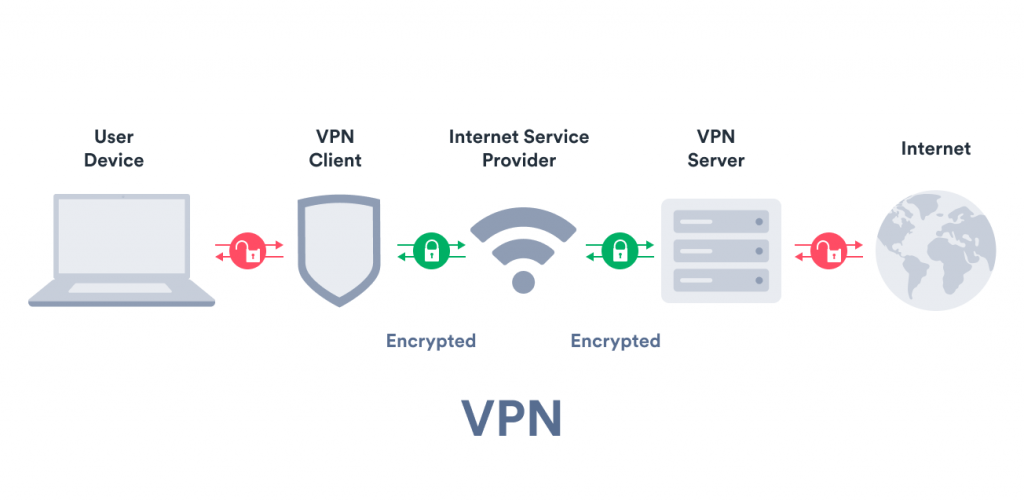 User
Device
VPN
Client
Internet Service
Provider
VPN
Server
Internet
Encrypted
Encrypted
VPN